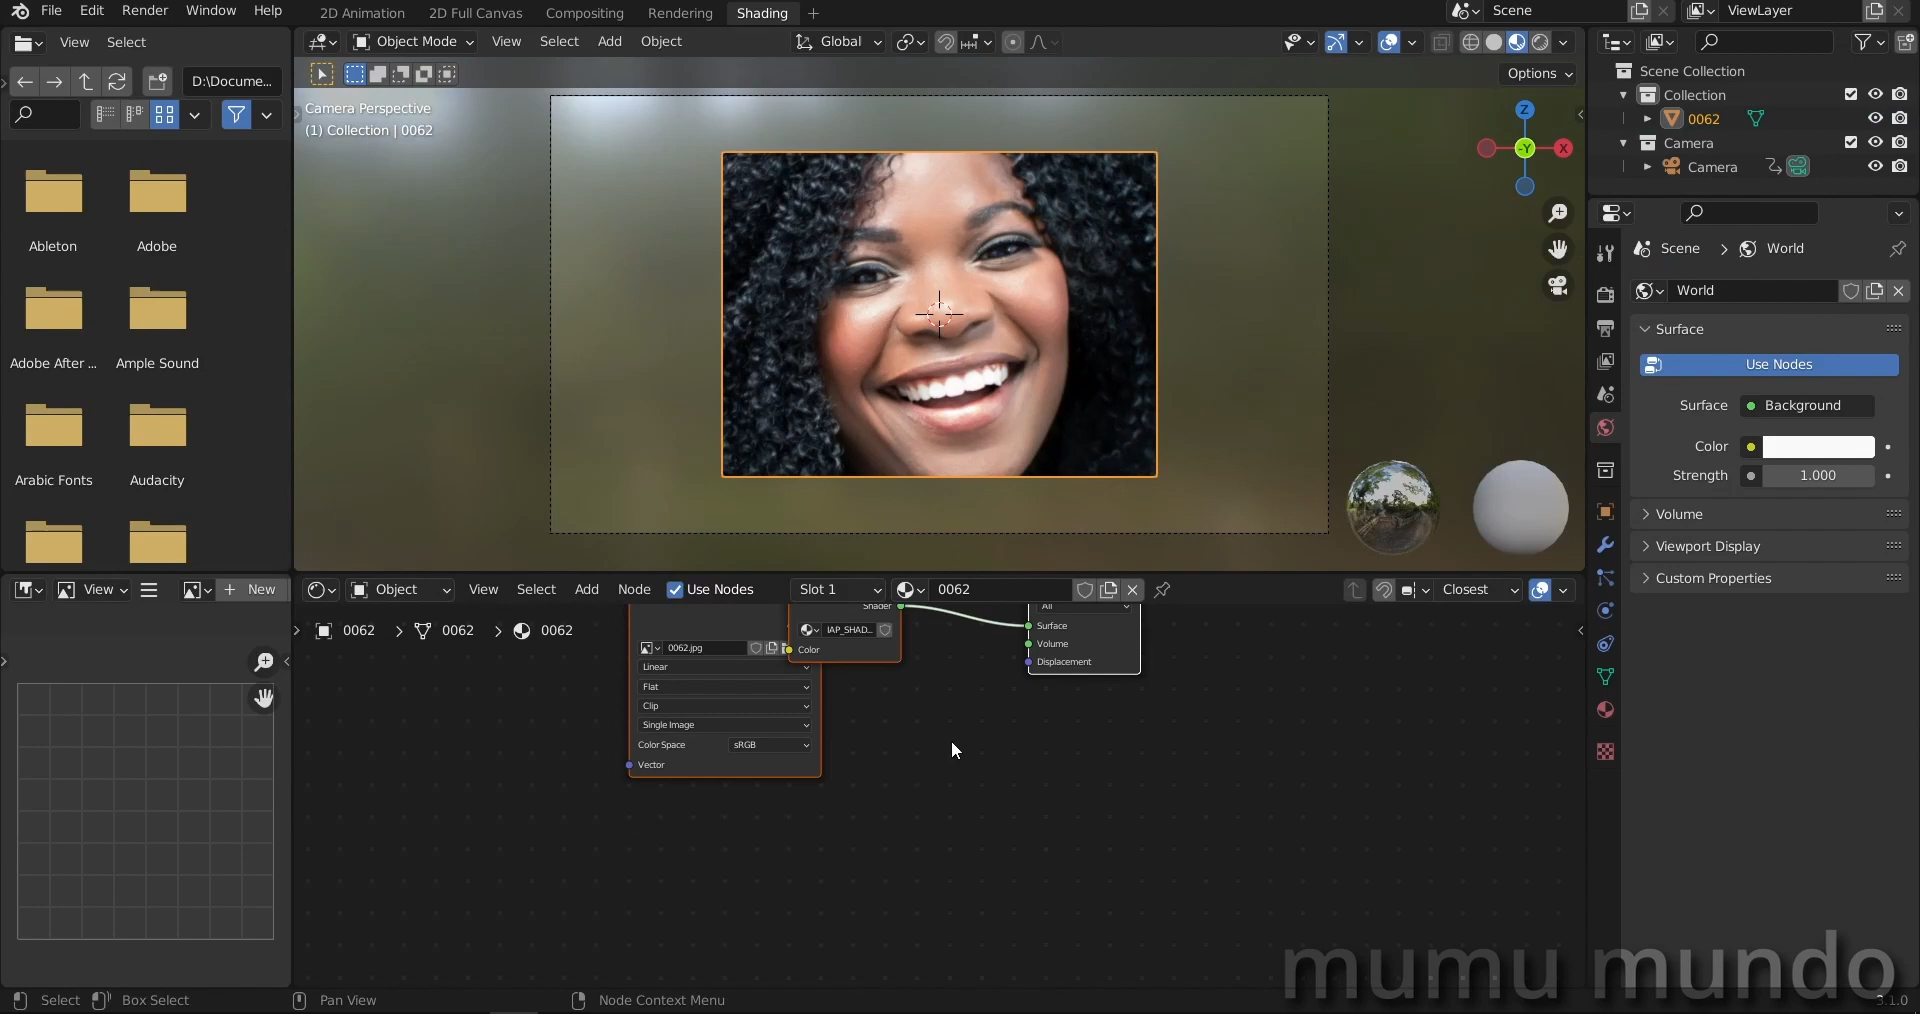 File Edit Render Window Help
2D Animation 2D Full Canvas Compositing Rendering Shading
Scene
ViewLayer
View Select
Object Mode View Select Add Object
Global
D:\Docume...
Options
Camera Perspective
(1) Collection | 0062
Z
-Y
X
Ableton Adobe
Adobe After ... Ample Sound
Arabic Fonts Audacity
Scene Collection
Collection
0062
Camera
Camera
Scene > World
World
Surface
Use Nodes
Surface Background
Color
Strength 1.000
Volume
Viewport Display
Custom Properties
View New
Object View Select Add Node Use Nodes Slot 1 0062 Closest
0062 > 0062 > 0062
Shader
IAP_SHAD...
Color
0062.jpg
Linear
Flat
Clip
Single Image
Color Space sRGB
Vector
All
Surface
Volume
Displacement
mumu mundo
Select Box Select Pan View Node Context Menu
3.1.0